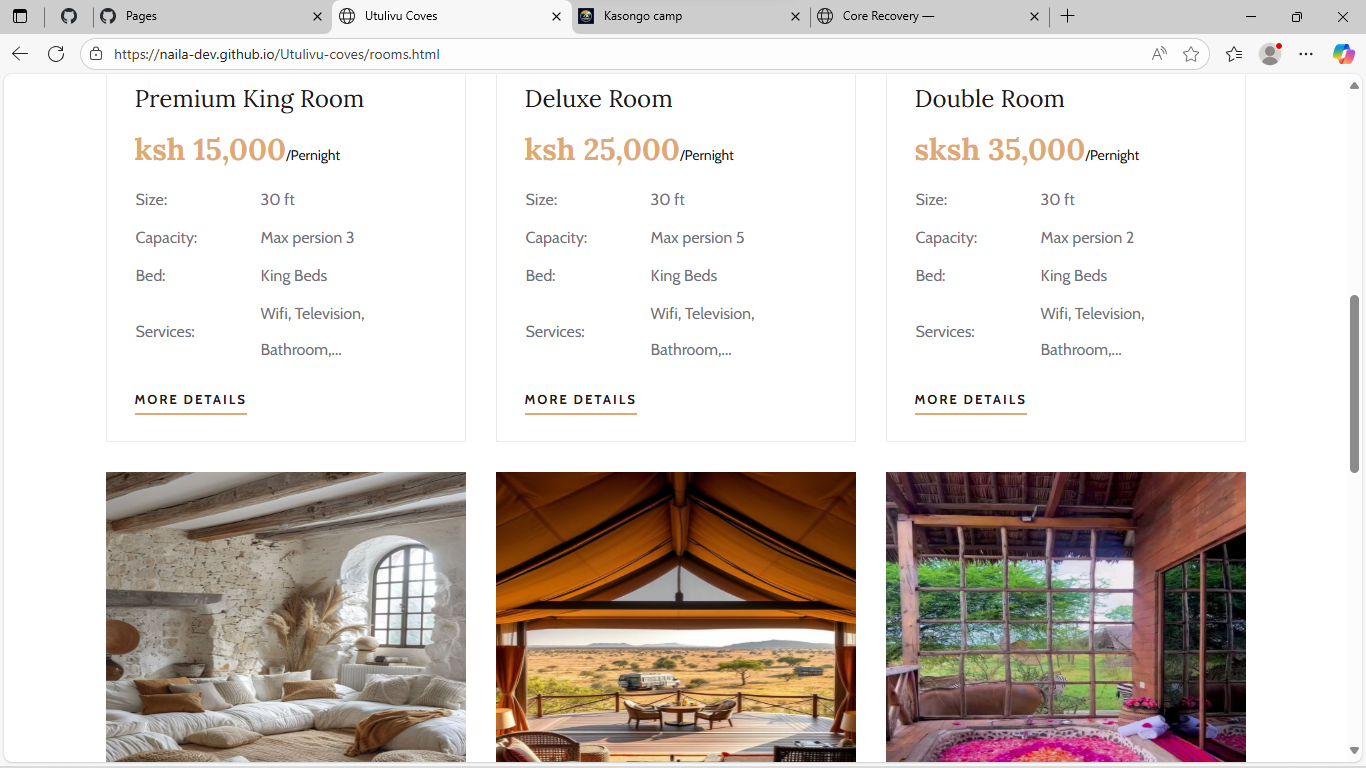 Pages
Utulivu Coves
Kasongo camp
Core Recovery —
https://naila-dev.github.io/Utulivu-coves/rooms.html
Premium King Room
ksh 15,000/Pernight
Size: 30 ft
Capacity: Max persion 3
Bed: King Beds
Services: Wifi, Television,
Bathroom,...
MORE DETAILS
Deluxe Room
ksh 25,000/Pernight
Size: 30 ft
Capacity: Max persion 5
Bed: King Beds
Services: Wifi, Television,
Bathroom,...
MORE DETAILS
Double Room
sksh 35,000/Pernight
Size: 30 ft
Capacity: Max persion 2
Bed: King Beds
Services: Wifi, Television,
Bathroom,...
MORE DETAILS